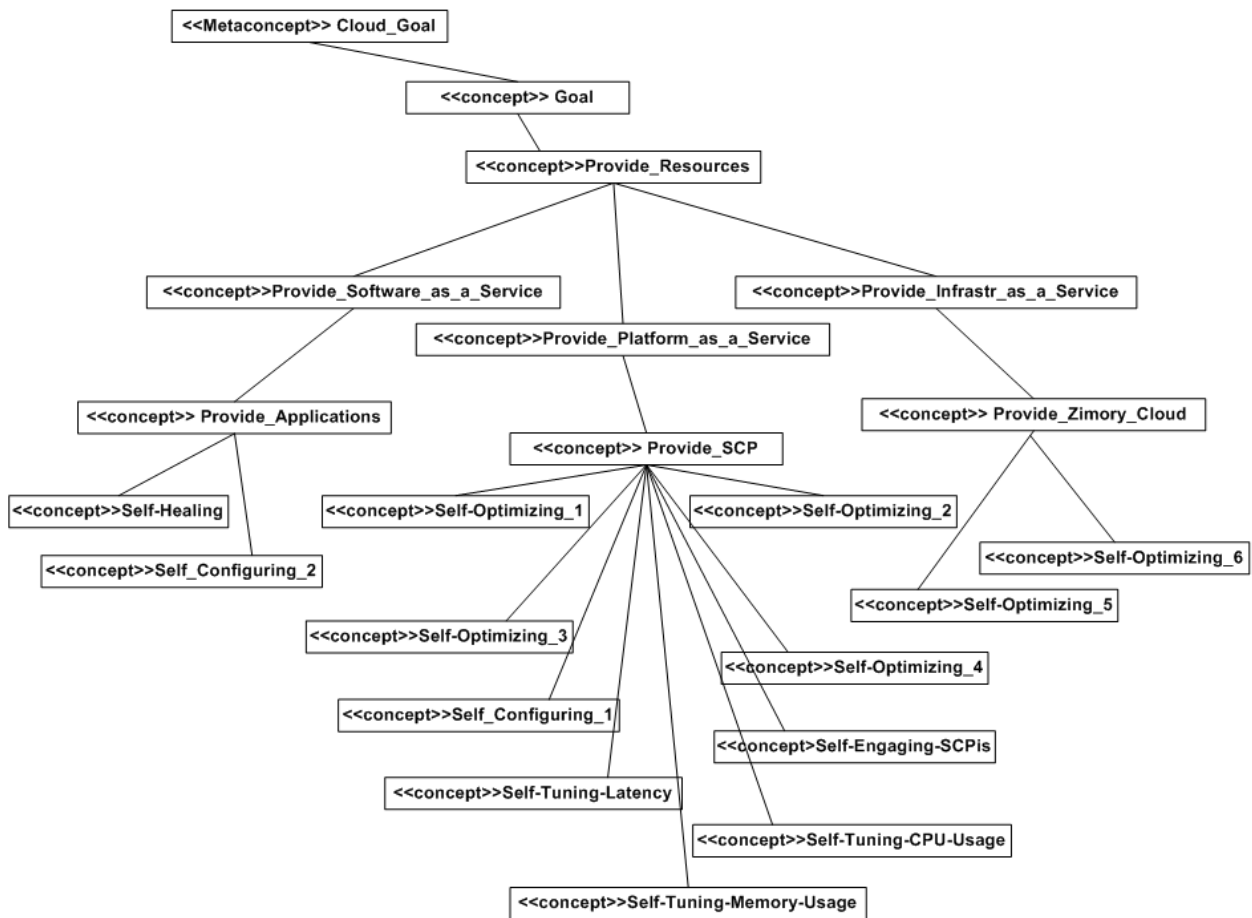 <<Metaconcept>> Cloud_Goal
<<concept>> Goal
<<concept>>Provide_Resources
<<concept>>Provide_Software_as_a_Service
<<concept>>Provide_Infrastr_as_a_Service
<<concept>>Provide_Platform_as_a_Service
<<concept>> Provide_Applications
<<concept>> Provide_Zimory_Cloud
<<concept>> Provide_SCP
<<concept>>Self-Healing
<<concept>>Self-Optimizing_1
<<concept>>Self-Optimizing_2
<<concept>>Self_Configuring_2
<<concept>>Self-Optimizing_6
<<concept>>Self-Optimizing_5
<<concept>>Self-Optimizing_3
<<concept>>Self-Optimizing_4
<<concept>>Self_Configuring_1
<<concept>Self-Engaging-SCPis
<<concept>>Self-Tuning-Latency
<<concept>>Self-Tuning-CPU-Usage
<<concept>>Self-Tuning-Memory-Usage